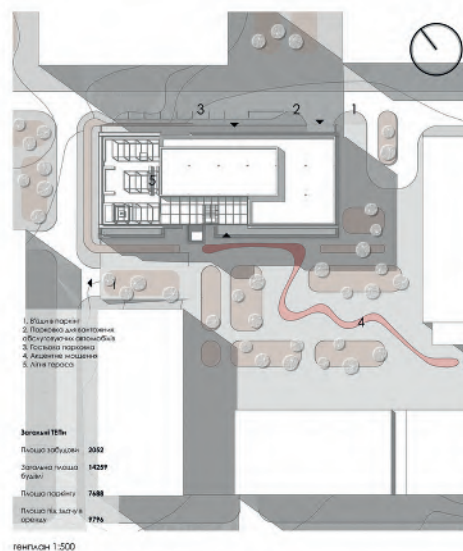 3
2
1
5
4
1. В'їзд в паркінг
2. Парковка для вантажних
обслуговуючих автомобілів
3. Гостьова парковка
4. Акцентне мощення
5. Літня тераса
Загальні ТЕПи
Площа забудови 2052
Загальна площа 14259
будівлі
Площа паркінгу 7688
Площа під здачу в
оренду 9796
генплан 1:500